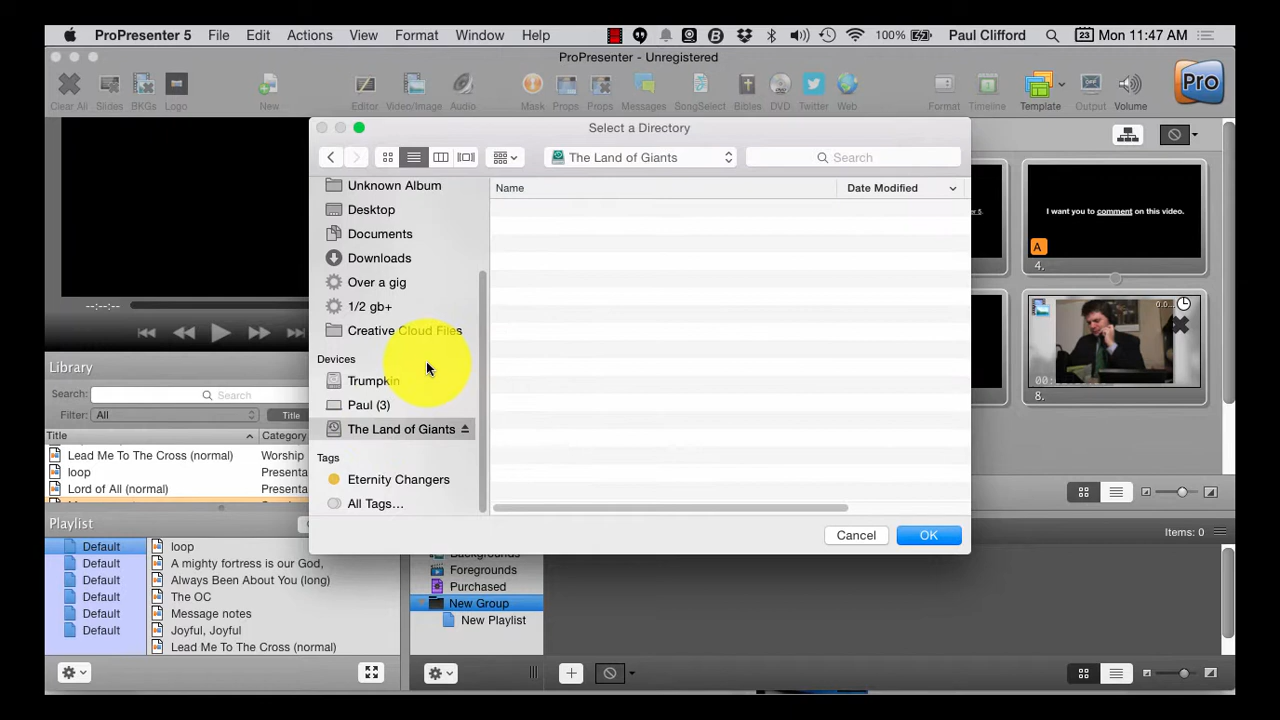 ProPresenter 5 File Edit Actions View Format Window Help 100% Paul Clifford 23 Mon 11:47 AM
ProPresenter - Unregistered
Clear All Slides BKGs Logo New Editor Video/Image Audio Mask Props Props Messages SongSelect Bibles DVD Twitter Web Format Timeline Template Output Volume Pro
Select a Directory
The Land of Giants Search
Name Date Modified
Unknown Album
Desktop
Documents
Downloads
Over a gig
1/2 gb+
Creative Cloud Files
Devices
Trumpkin
Paul (3)
The Land of Giants
Tags
Eternity Changers
All Tags...
Cancel OK
I want you to comment on this video.
A
4.
8.
--:--:--
Library
Search: Search
Filter: All Title
Title Category
Lead Me To The Cross (normal) Worship
loop Presenta
Lord of All (normal) Presenta
Playlist
Default loop
Default A mighty fortress is our God,
Default Always Been About You (long)
Default The OC
Default Message notes
Default Joyful, Joyful
Lead Me To The Cross (normal)
Backgrounds
Foregrounds
Purchased
New Group
New Playlist
Items: 0